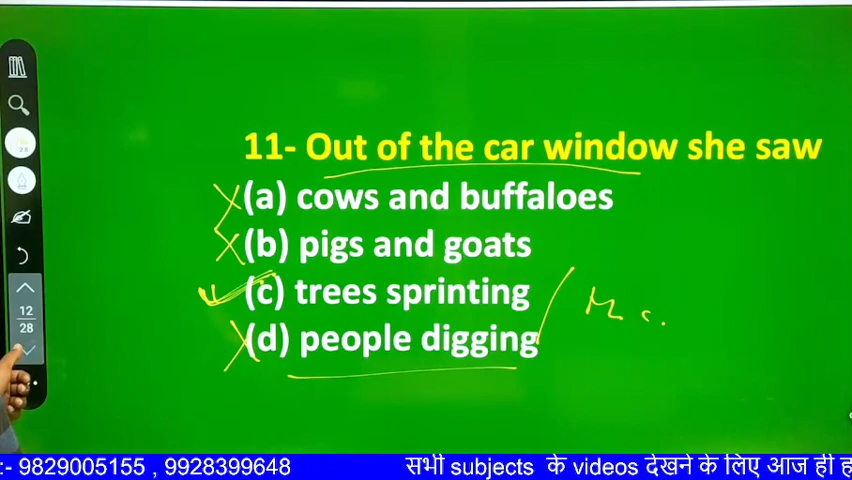 11- Out of the car window she saw
(a) cows and buffaloes
(b) pigs and goats
(c) trees sprinting
(d) people digging
12
28
:- 9829005155 , 9928399648 सभी subjects के videos देखने के लिए आज ही ह